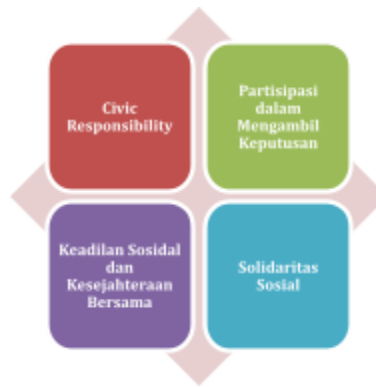 Civic
Responsibility
Partisipasi
dalam
Mengambil
Keputusan
Keadilan Sosidal
dan
Kesejahteraan
Bersama
Solidaritas
Sosial